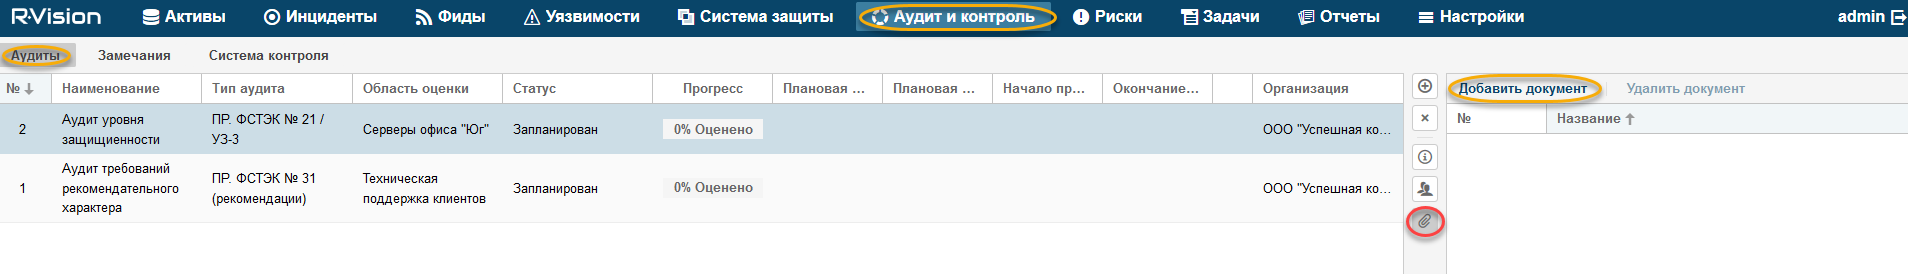 R·Vision Активы Инциденты Фиды Уязвимости Система защиты Аудит и контроль Риски Задачи Отчеты Настройки admin
Аудиты Замечания Система контроля
№ Наименование Тип аудита Область оценки Статус Прогресс Плановая ... Плановая ... Начало пр... Окончание... Организация
2 Аудит уровня защищиенности ПР. ФСТЭК № 21 / УЗ-3 Серверы офиса "Юг" Запланирован 0% Оценено ООО "Успешная ко...
1 Аудит требований рекомендательного характера ПР. ФСТЭК № 31 (рекомендации) Техническая поддержка клиентов Запланирован 0% Оценено ООО "Успешная ко...
Добавить документ Удалить документ
№ Название